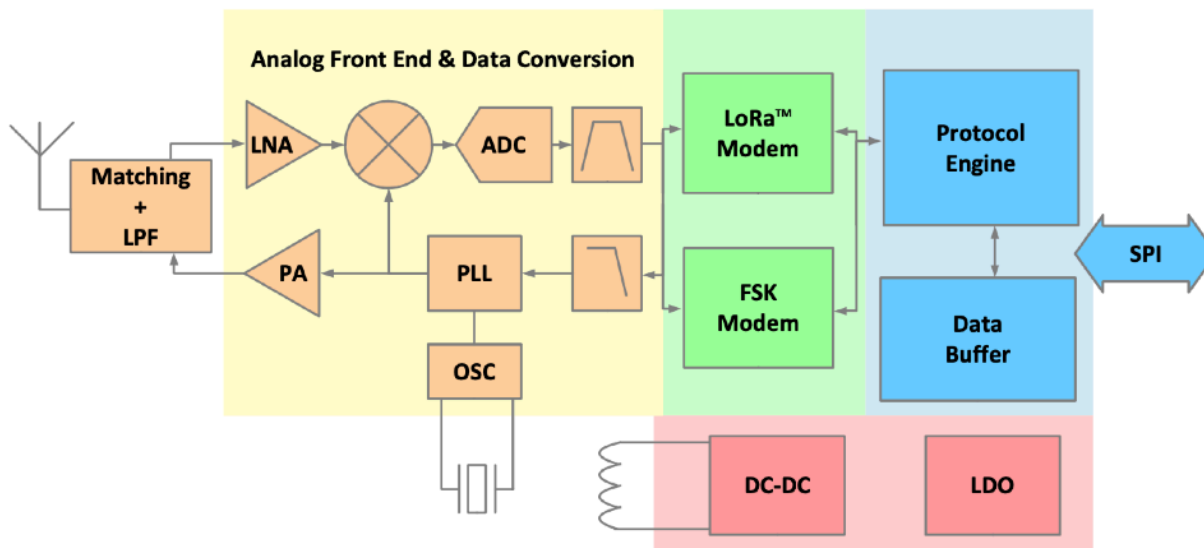 Analog Front End & Data Conversion
LNA
ADC
LoRa™
Modem
Protocol
Engine
Matching
+
LPF
PA
PLL
FSK
Modem
SPI
Data
Buffer
OSC
DC-DC
LDO